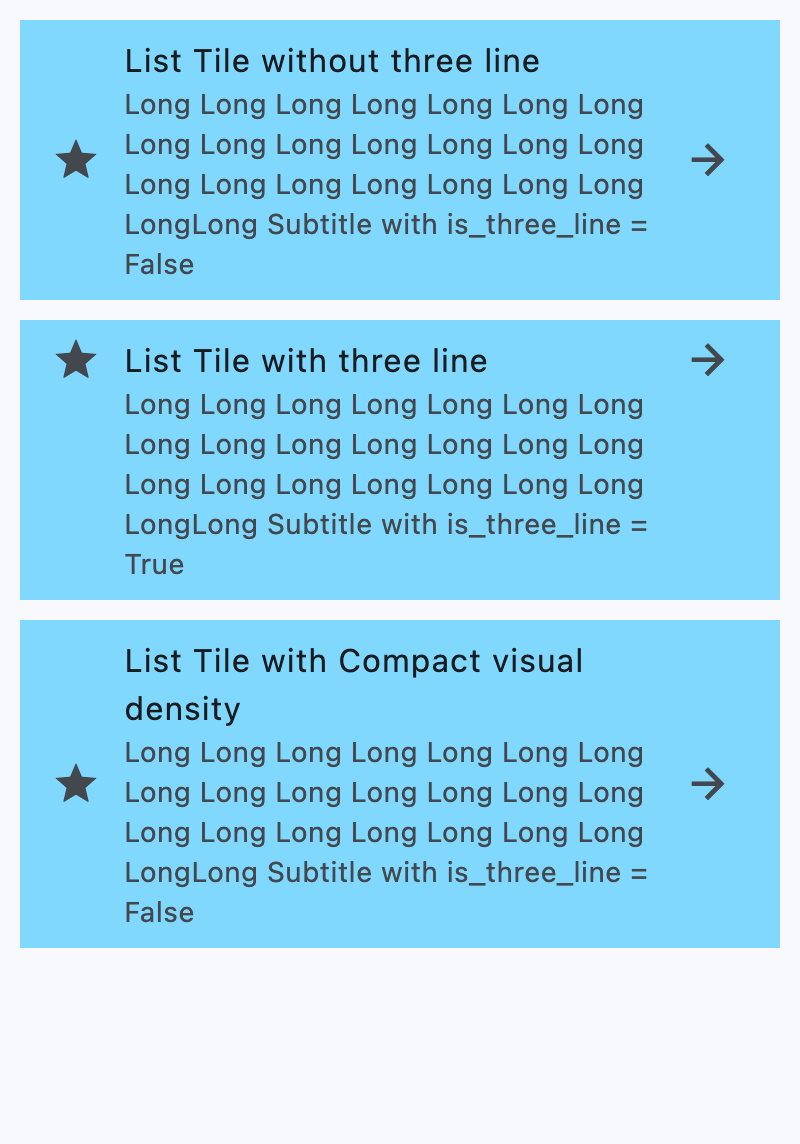 List Tile without three line
Long Long Long Long Long Long Long
Long Long Long Long Long Long Long
Long Long Long Long Long Long Long
LongLong Subtitle with is_three_line =
False
List Tile with three line
Long Long Long Long Long Long Long
Long Long Long Long Long Long Long
Long Long Long Long Long Long Long
LongLong Subtitle with is_three_line =
True
List Tile with Compact visual
density
Long Long Long Long Long Long Long
Long Long Long Long Long Long Long
Long Long Long Long Long Long Long
LongLong Subtitle with is_three_line =
False